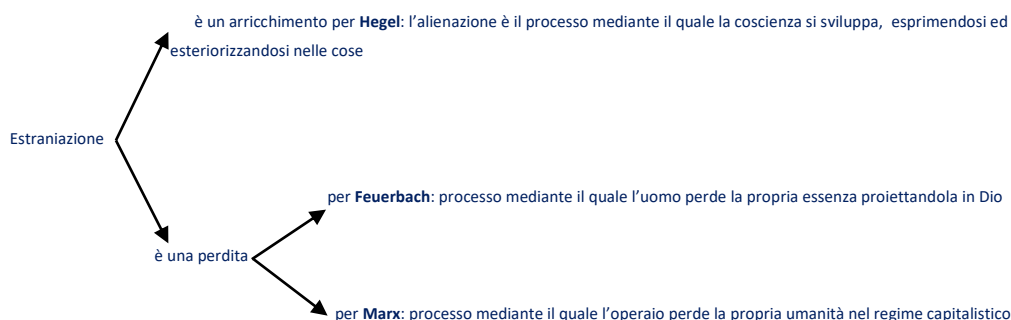 è un arricchimento per Hegel: l’alienazione è il processo mediante il quale la coscienza si sviluppa, esprimendosi ed
esteriorizzandosi nelle cose
Estraniazione
per Feuerbach: processo mediante il quale l’uomo perde la propria essenza proiettandola in Dio
è una perdita
per Marx: processo mediante il quale l’operaio perde la propria umanità nel regime capitalistico